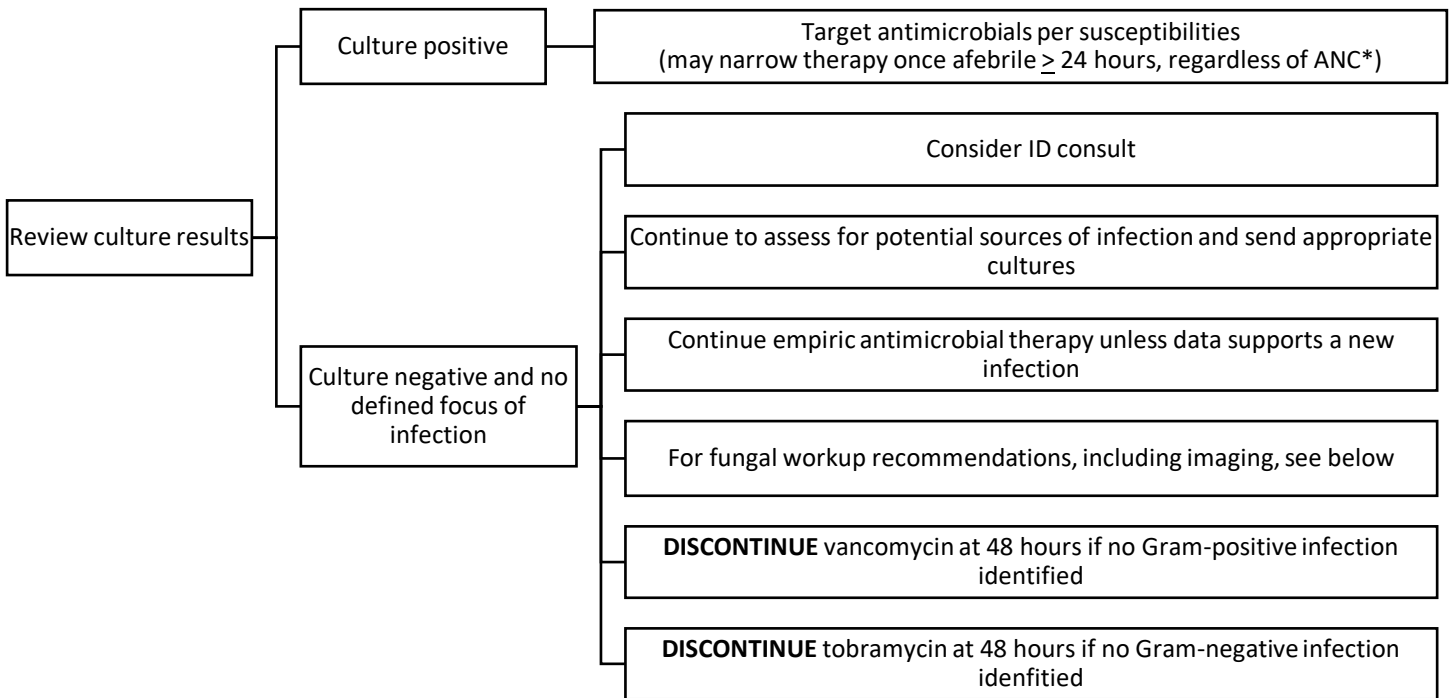 Culture positive
Target antimicrobials per susceptibilities
(may narrow therapy once afebrile ≥ 24 hours, regardless of ANC*)
Review culture results
Culture negative and no
defined focus of
infection
Consider ID consult
Continue to assess for potential sources of infection and send appropriate
cultures
Continue empiric antimicrobial therapy unless data supports a new
infection
For fungal workup recommendations, including imaging, see below
DISCONTINUE vancomycin at 48 hours if no Gram-positive infection
identified
DISCONTINUE tobramycin at 48 hours if no Gram-negative infection
idenfitied